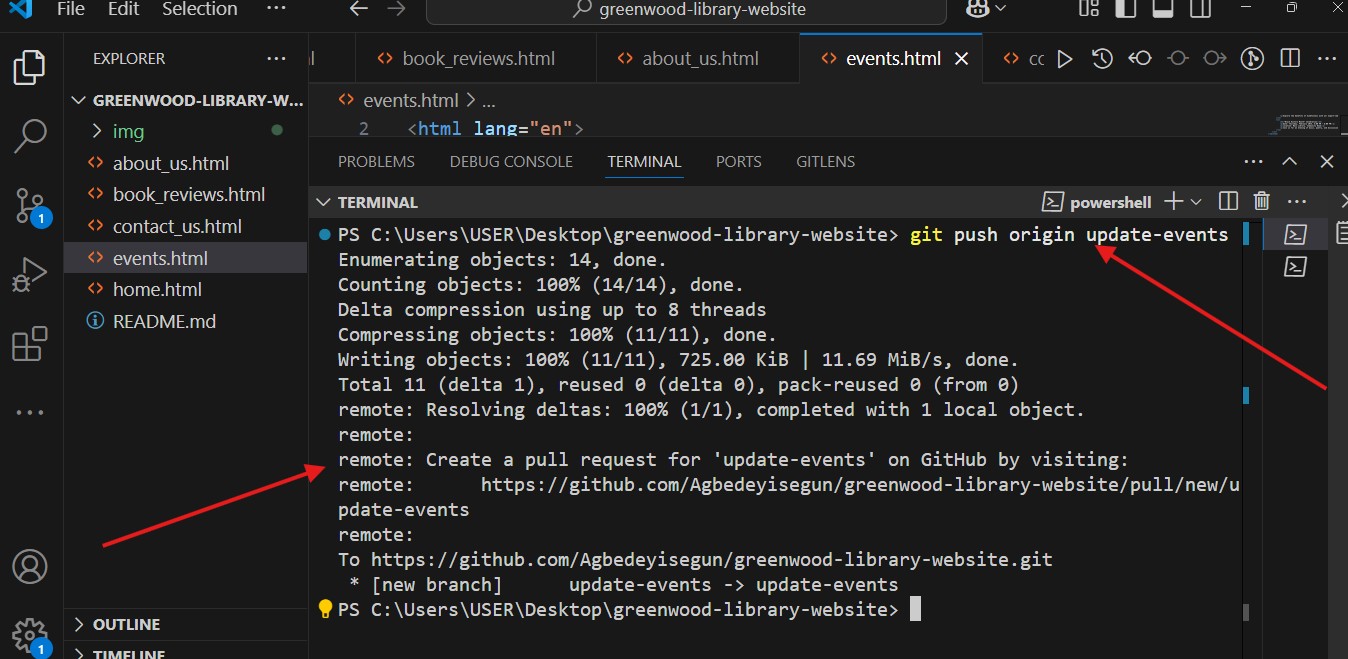 File Edit Selection ...
greenwood-library-website
EXPLORER
GREENWOOD-LIBRARY-W...
img
about_us.html
book_reviews.html
contact_us.html
events.html
home.html
README.md
OUTLINE
TIMELINE
1
1
book_reviews.html
about_us.html
events.html
events.html > ...
2 <html lang="en">
PROBLEMS DEBUG CONSOLE TERMINAL PORTS GITLENS
TERMINAL
powershell
PS C:\Users\USER\Desktop\greenwood-library-website> git push origin update-events
Enumerating objects: 14, done.
Counting objects: 100% (14/14), done.
Delta compression using up to 8 threads
Compressing objects: 100% (11/11), done.
Writing objects: 100% (11/11), 725.00 KiB | 11.69 MiB/s, done.
Total 11 (delta 1), reused 0 (delta 0), pack-reused 0 (from 0)
remote: Resolving deltas: 100% (1/1), completed with 1 local object.
remote:
remote: Create a pull request for 'update-events' on GitHub by visiting:
remote:      https://github.com/Agbedeyisegun/greenwood-library-website/pull/new/u
pdate-events
remote:
To https://github.com/Agbedeyisegun/greenwood-library-website.git
 * [new branch]      update-events -> update-events
PS C:\Users\USER\Desktop\greenwood-library-website>